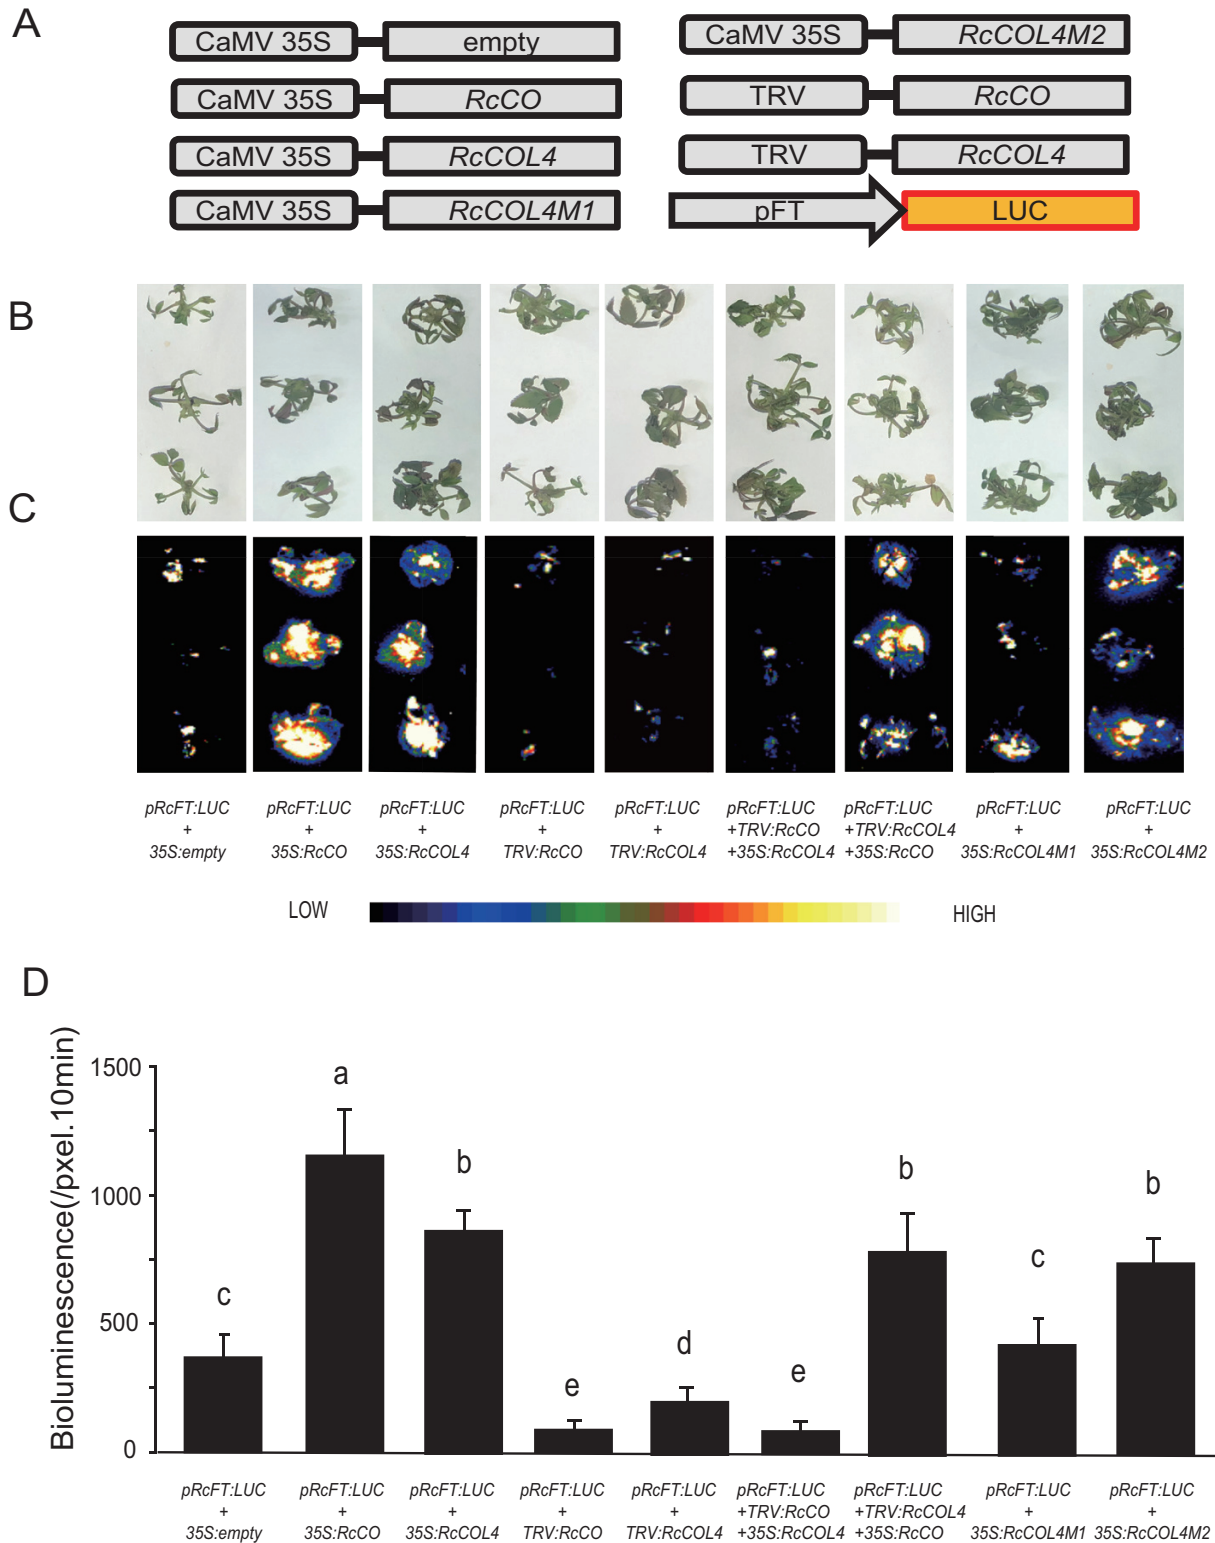 A
CaMV 35S empty
CaMV 35S RcCO
CaMV 35S RcCOL4
CaMV 35S RcCOL4M1
CaMV 35S RcCOL4M2
TRV RcCO
TRV RcCOL4
pFT LUC
B
C
pRcFT:LUC
+
35S:empty
pRcFT:LUC
+
35S:RcCO
pRcFT:LUC
+
35S:RcCOL4
pRcFT:LUC
+
TRV:RcCO
pRcFT:LUC
+
TRV:RcCOL4
pRcFT:LUC
+TRV:RcCO
+35S:RcCOL4
pRcFT:LUC
+TRV:RcCOL4
+35S:RcCO
pRcFT:LUC
+
35S:RcCOL4M1
pRcFT:LUC
+
35S:RcCOL4M2
LOW HIGH
D
Bioluminescence(/pxel.10min)
1500
1000
500
0
c
a
b
e
d
e
b
c
b
pRcFT:LUC
+
35S:empty
pRcFT:LUC
+
35S:RcCO
pRcFT:LUC
+
35S:RcCOL4
pRcFT:LUC
+
TRV:RcCO
pRcFT:LUC
+
TRV:RcCOL4
pRcFT:LUC
+TRV:RcCO
+35S:RcCOL4
pRcFT:LUC
+TRV:RcCOL4
+35S:RcCO
pRcFT:LUC
+
35S:RcCOL4M1
pRcFT:LUC
+
35S:RcCOL4M2